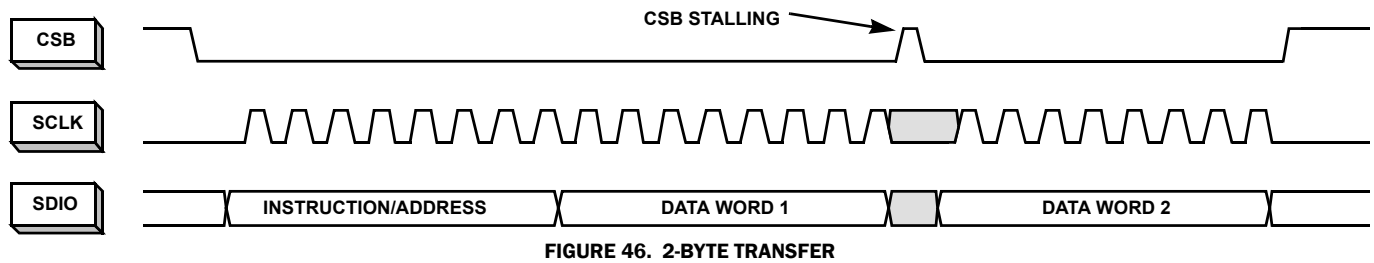 CSB STALLING
CSB
SCLK
SDIO
INSTRUCTION/ADDRESS
DATA WORD 1
DATA WORD 2
FIGURE 46. 2-BYTE TRANSFER